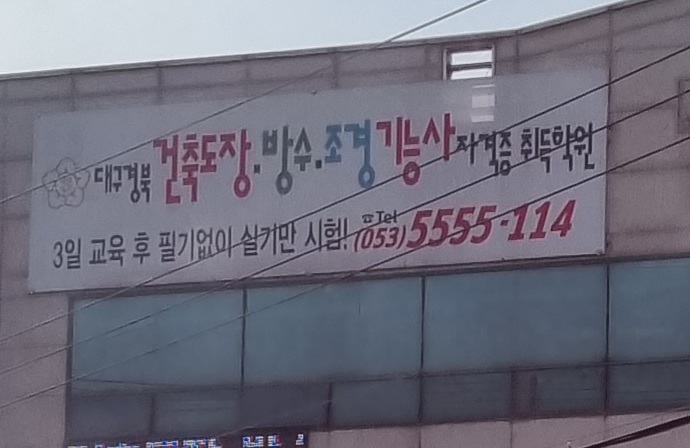 대구경북 건축도장.방수.조경기능사자격증 취득학원
3일 교육 후 필기없이 실기만 시험! ☎Tel (053)5555-114